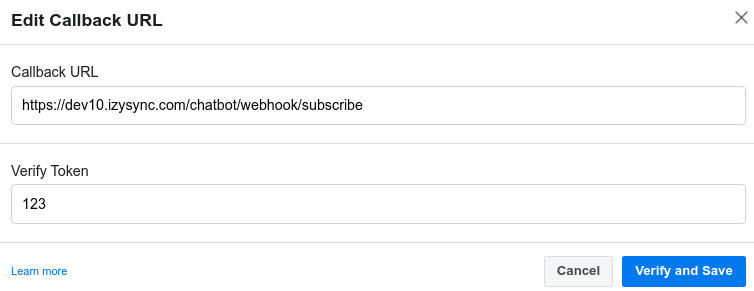 Edit Callback URL
Callback URL
https://dev10.izysync.com/chatbot/webhook/subscribe
Verify Token
123
Learn more
Cancel
Verify and Save